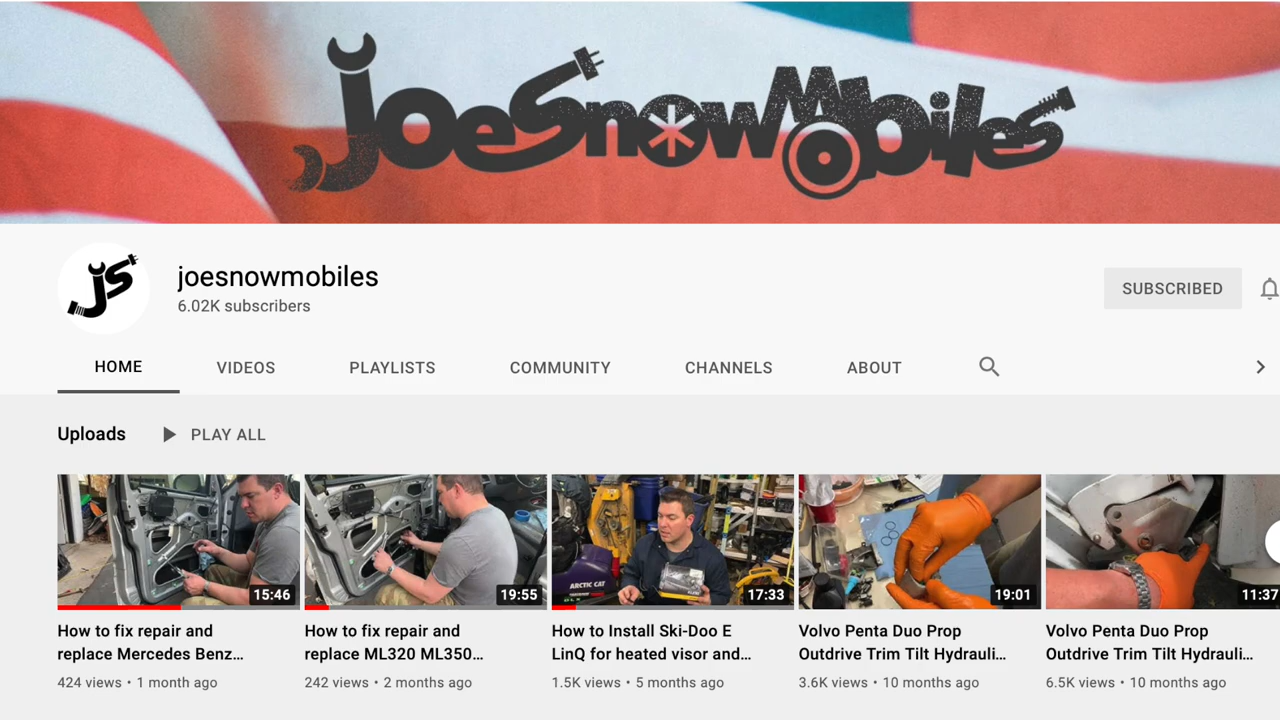 joeSnowMobiles
JS
joesnowmobiles
6.02K subscribers
SUBSCRIBED
HOME
VIDEOS
PLAYLISTS
COMMUNITY
CHANNELS
ABOUT
Uploads
PLAY ALL
ARCTIC CAT
15:46
19:55
17:33
19:01
11:37
How to fix repair and
replace Mercedes Benz…
424 views • 1 month ago
How to fix repair and
replace ML320 ML350…
242 views • 2 months ago
How to Install Ski-Doo E
LinQ for heated visor and…
1.5K views • 5 months ago
Volvo Penta Duo Prop
Outdrive Trim Tilt Hydrauli…
3.6K views • 10 months ago
Volvo Penta Duo Prop
Outdrive Trim Tilt Hydrauli…
6.5K views • 10 months ago